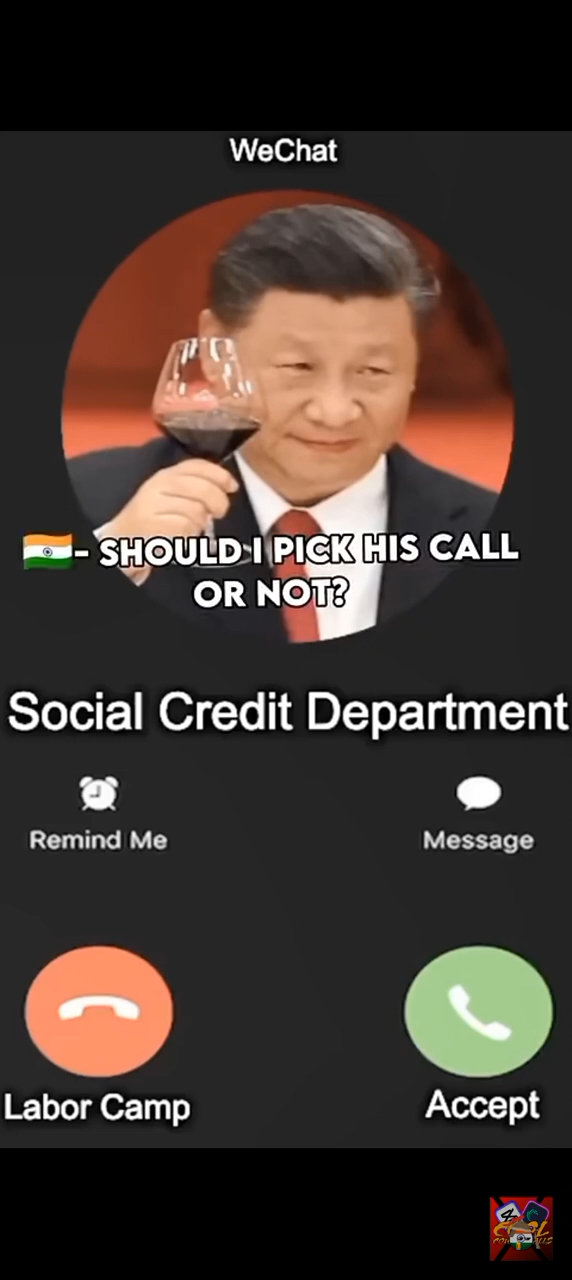 WeChat
🇮🇳- SHOULD I PICK HIS CALL
OR NOT?
Social Credit Department
Remind Me
Message
Labor Camp
Accept